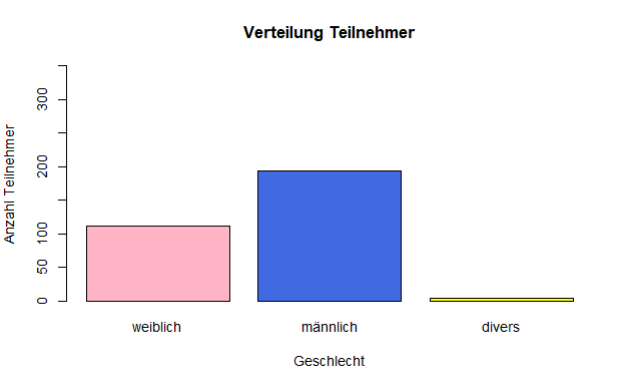 Verteilung Teilnehmer
Anzahl Teilnehmer
300
200
100
50
0
weiblich
männlich
divers
Geschlecht